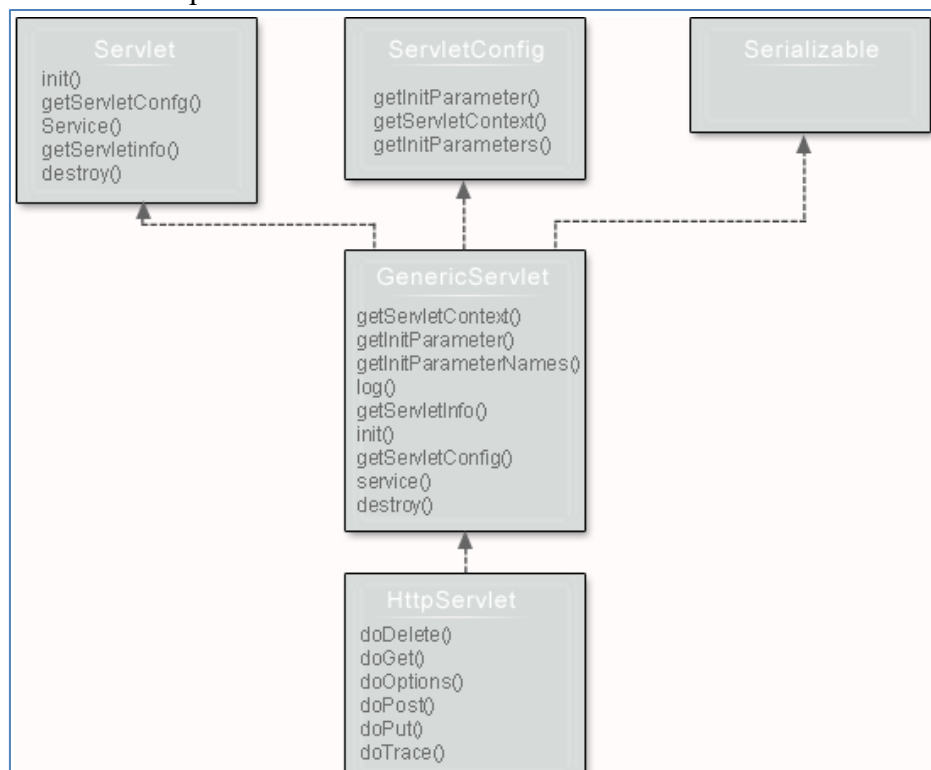 Servlet
init()
getServletConfg()
Service()
getServletinfo()
destroy()
ServletConfig
getInitParameter()
getServletContext()
getInitParameters()
Serializable
GenericServlet
getServletContext()
getInitParameter()
getInitParameterNames()
log()
getServletInfo()
init()
getServletConfig()
service()
destroy()
HttpServlet
doDelete()
doGet()
doOptions()
doPost()
doPut()
doTrace()